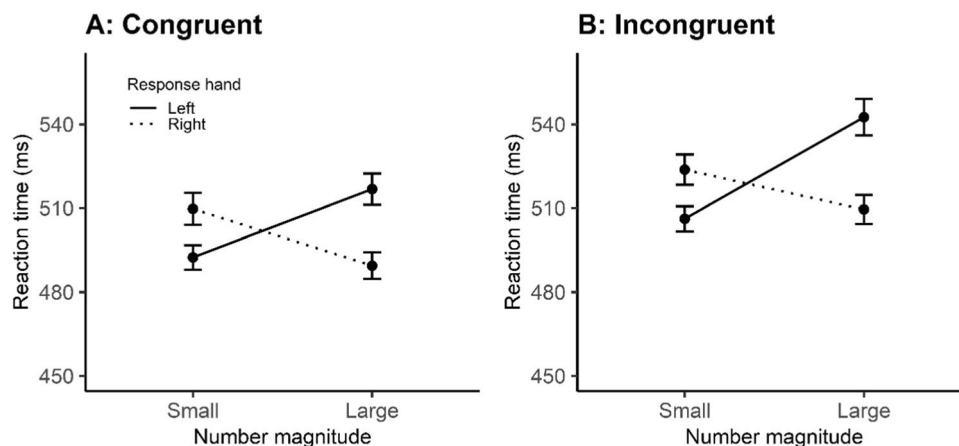 A: Congruent
Response hand
Left
Right
Reaction time (ms)
540
510
480
450
Small
Large
Number magnitude
B: Incongruent
Reaction time (ms)
540
510
480
450
Small
Large
Number magnitude